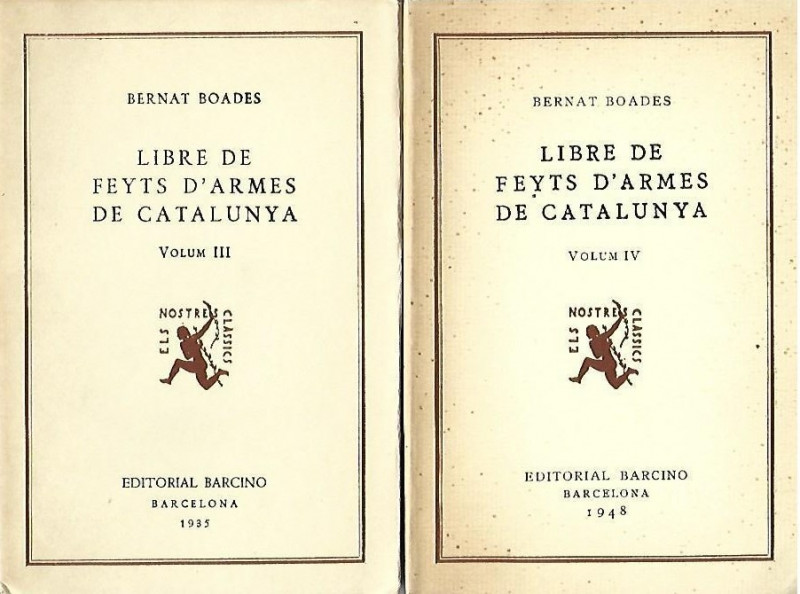 BERNAT BOADES
LIBRE DE
FEYTS D'ARMES
DE CATALUNYA
VOLUM III
ELS NOSTRES CLASSICS
EDITORIAL BARCINO
BARCELONA
1935
BERNAT BOADES
LIBRE DE
FEYTS D'ARMES
DE CATALUNYA
VOLUM IV
ELS NOSTRES CLASSICS
EDITORIAL BARCINO
BARCELONA
1948